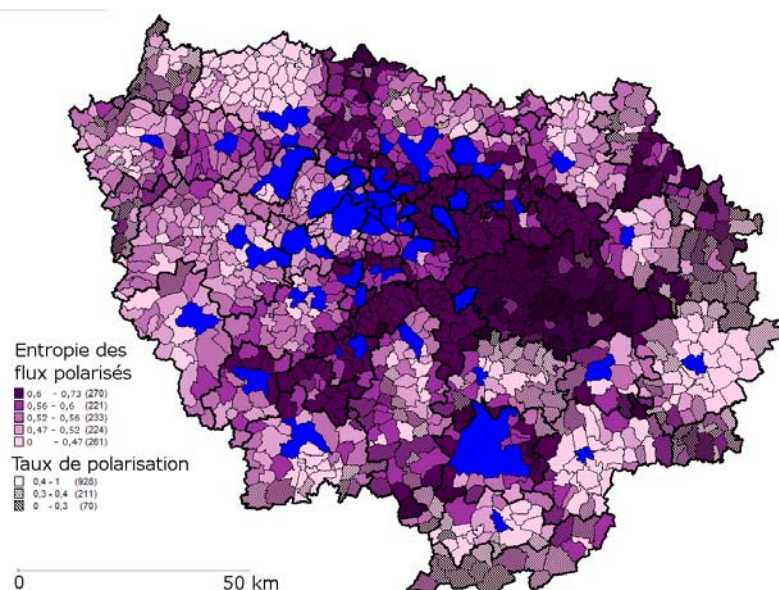 Entropie des
flux polarisés
0,6 - 0,73 (270)
0,56 - 0,6 (221)
0,52 - 0,56 (233)
0,47 - 0,52 (224)
0 - 0,47 (261)
Taux de polarisation
0,4 - 1 (928)
0,3 - 0,4 (211)
0 - 0,3 (70)
0 50 km